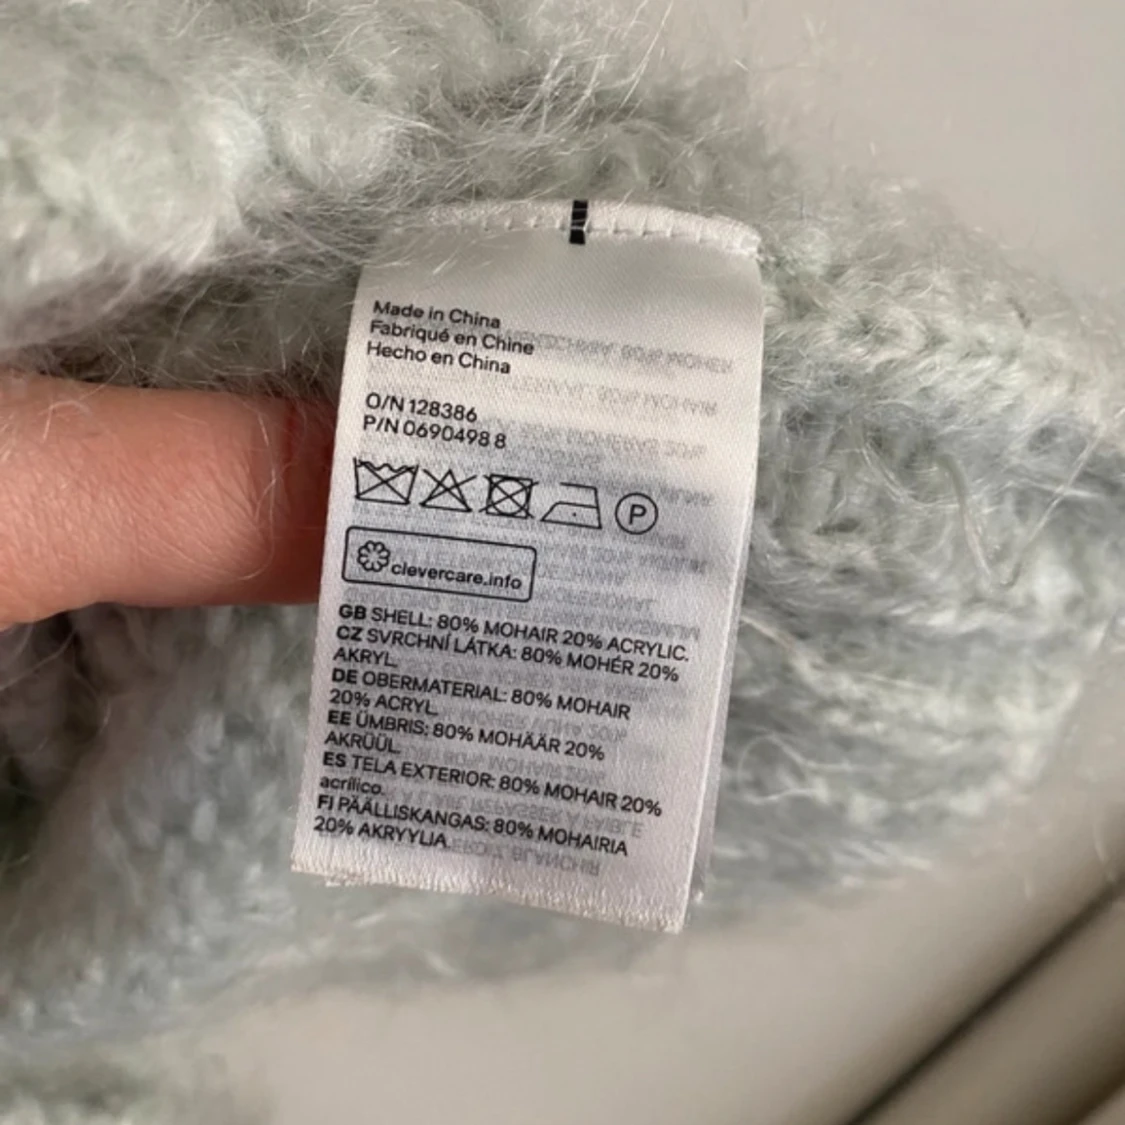 Made in China
Fabriqué en Chine
Hecho en China
O/N 128386
P/N 0690498 8
P
clevercare.info
GB SHELL: 80% MOHAIR 20% ACRYLIC.
CZ SVRCHNÍ LÁTKA: 80% MOHÉR 20%
AKRYL.
DE OBERMATERIAL: 80% MOHAIR
20% ACRYL.
EE ÜMBRIS: 80% MOHÄÄR 20%
AKRÜÜL.
ES TELA EXTERIOR: 80% MOHAIR 20%
acrílico.
FI PÄÄLLISKANGAS: 80% MOHAIRIA
20% AKRYYLIA.